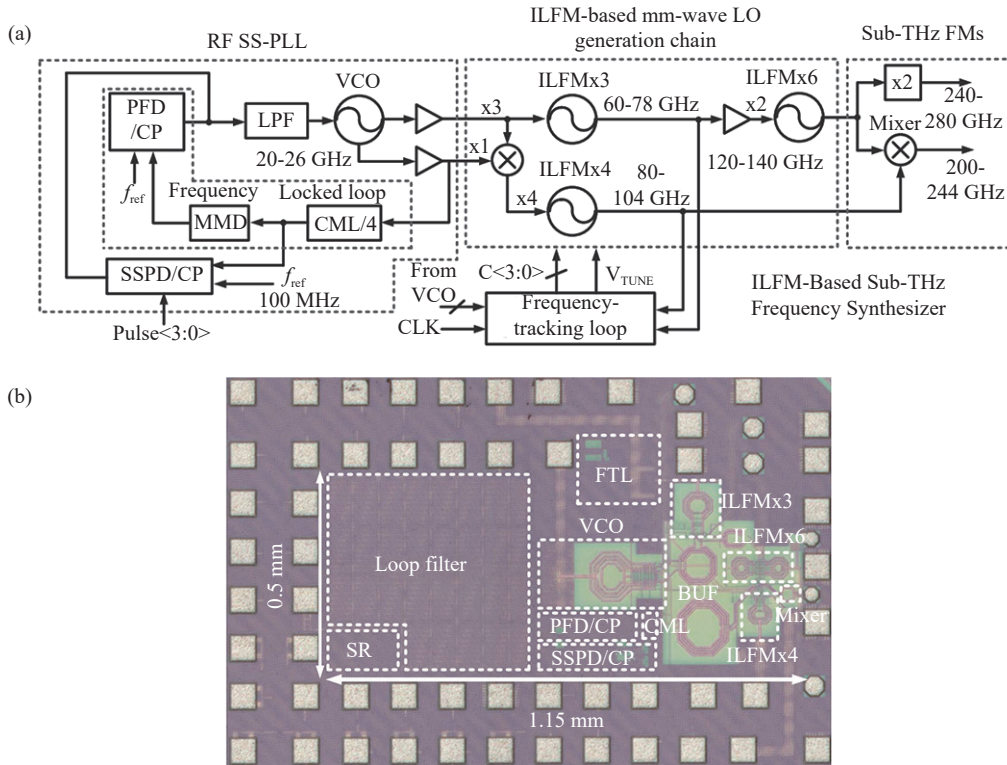 (a)
RF SS-PLL
ILFM-based mm-wave LO
generation chain
Sub-THz FMs
PFD
/CP
LPF
VCO
20-26 GHz
x3
x1
f_ref
Frequency
Locked loop
MMD
CML/4
SSPD/CP
f_ref
100 MHz
Pulse<3:0>
ILFMx3
60-78 GHz
x2
ILFMx6
120-140 GHz
ILFMx4
x4
80-
104 GHz
x2
240-
280 GHz
Mixer
200-
244 GHz
C<3:0>
V_TUNE
From
VCO
CLK
Frequency-
tracking loop
ILFM-Based Sub-THz
Frequency Synthesizer
(b)
FTL
VCO
ILFMx3
ILFMx6
Loop filter
BUF
0.5 mm
PFD/CP
CML
Mixer
SR
SSPD/CP
ILFMx4
1.15 mm